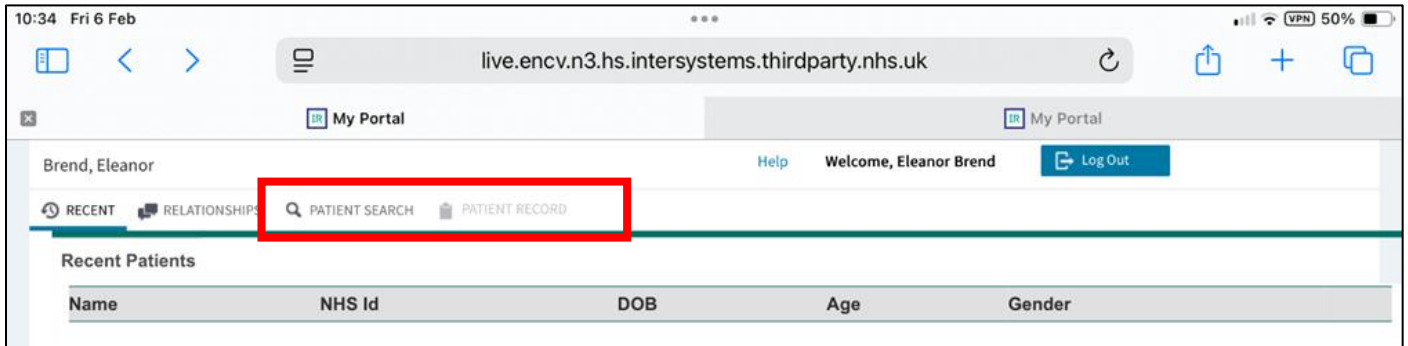 10:34 Fri 6 Feb VPN 50%
live.encv.n3.hs.intersystems.thirdparty.nhs.uk
IR My Portal IR My Portal
Brend, Eleanor Help Welcome, Eleanor Brend Log Out
RECENT RELATIONSHIPS PATIENT SEARCH PATIENT RECORD
Recent Patients
Name NHS Id DOB Age Gender